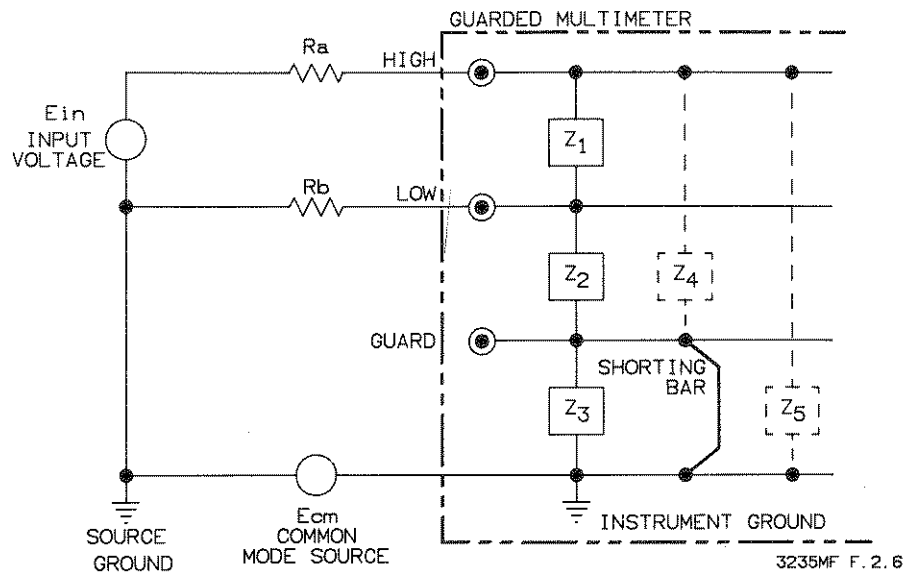 GUARDED MULTIMETER
Ra
HIGH
Ein
INPUT
VOLTAGE
Z1
Rb
LOW
Z2
Z4
GUARD
SHORTING
BAR
Z3
Z5
Ecm
COMMON
MODE SOURCE
SOURCE
GROUND
INSTRUMENT GROUND
3235MF F.2.6